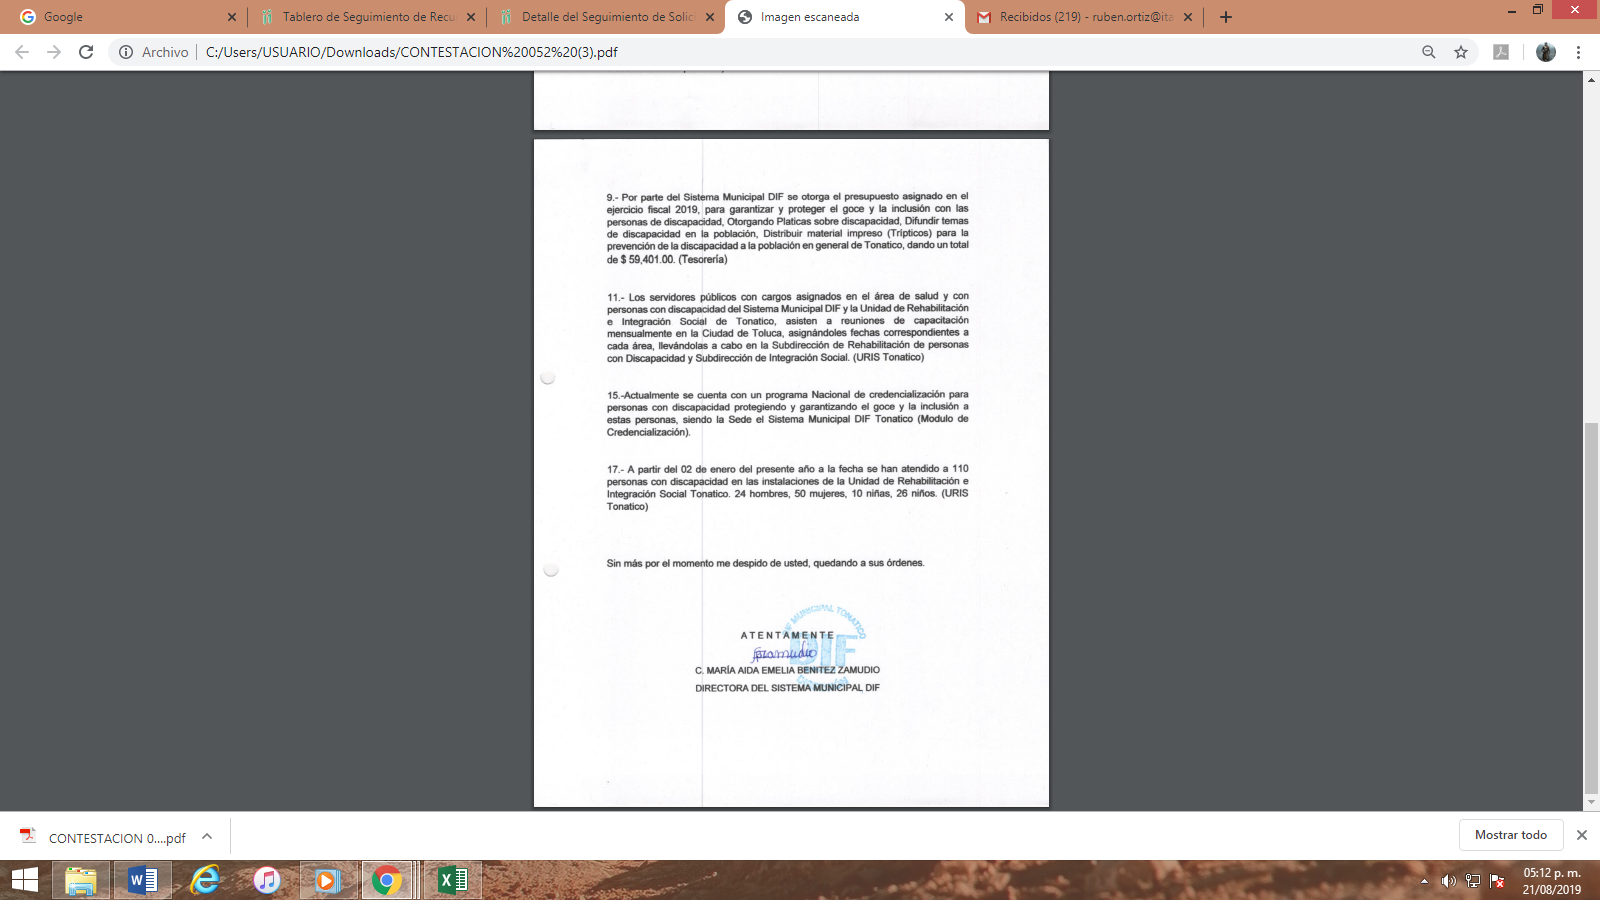 Google
Tablero de Seguimiento de Recu
Detalle del Seguimiento de Solic
Imagen escaneada
Recibidos (219) - ruben.ortiz@ita
Archivo
C:/Users/USUARIO/Downloads/CONTESTACION%20052%20(3).pdf
9.- Por parte del Sistema Municipal DIF se otorga el presupuesto asignado en el
ejercicio fiscal 2019, para garantizar y proteger el goce y la inclusión con las
personas de discapacidad, Otorgando Platicas sobre discapacidad, Difundir temas
de discapacidad en la población, Distribuir material impreso (Trípticos) para la
prevención de la discapacidad a la población en general de Tonatico, dando un total
de $ 59,401.00. (Tesorería)
11.- Los servidores públicos con cargos asignados en el área de salud y con
personas con discapacidad del Sistema Municipal DIF y la Unidad de Rehabilitación
e Integración Social de Tonatico, asisten a reuniones de capacitación
mensualmente en la Ciudad de Toluca, asignándoles fechas correspondientes a
cada área, llevándolas a cabo en la Subdirección de Rehabilitación de personas
con Discapacidad y Subdirección de Integración Social. (URIS Tonatico)
15.-Actualmente se cuenta con un programa Nacional de credencialización para
personas con discapacidad protegiendo y garantizando el goce y la inclusión a
estas personas, siendo la Sede el Sistema Municipal DIF Tonatico (Modulo de
Credencialización).
17.- A partir del 02 de enero del presente año a la fecha se han atendido a 110
personas con discapacidad en las instalaciones de la Unidad de Rehabilitación e
Integración Social Tonatico. 24 hombres, 50 mujeres, 10 niñas, 26 niños. (URIS
Tonatico)
Sin más por el momento me despido de usted, quedando a sus órdenes.
MUNICIPAL TONATICO
DIF
ATENTAMENTE
C. MARÍA AIDA EMELIA BENITEZ ZAMUDIO
DIRECTORA DEL SISTEMA MUNICIPAL DIF
CONTESTACION 0....pdf
Mostrar todo
05:12 p. m.
21/08/2019